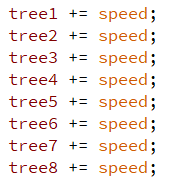 tree1 += speed;
tree2 += speed;
tree3 += speed;
tree4 += speed;
tree5 += speed;
tree6 += speed;
tree7 += speed;
tree8 += speed;